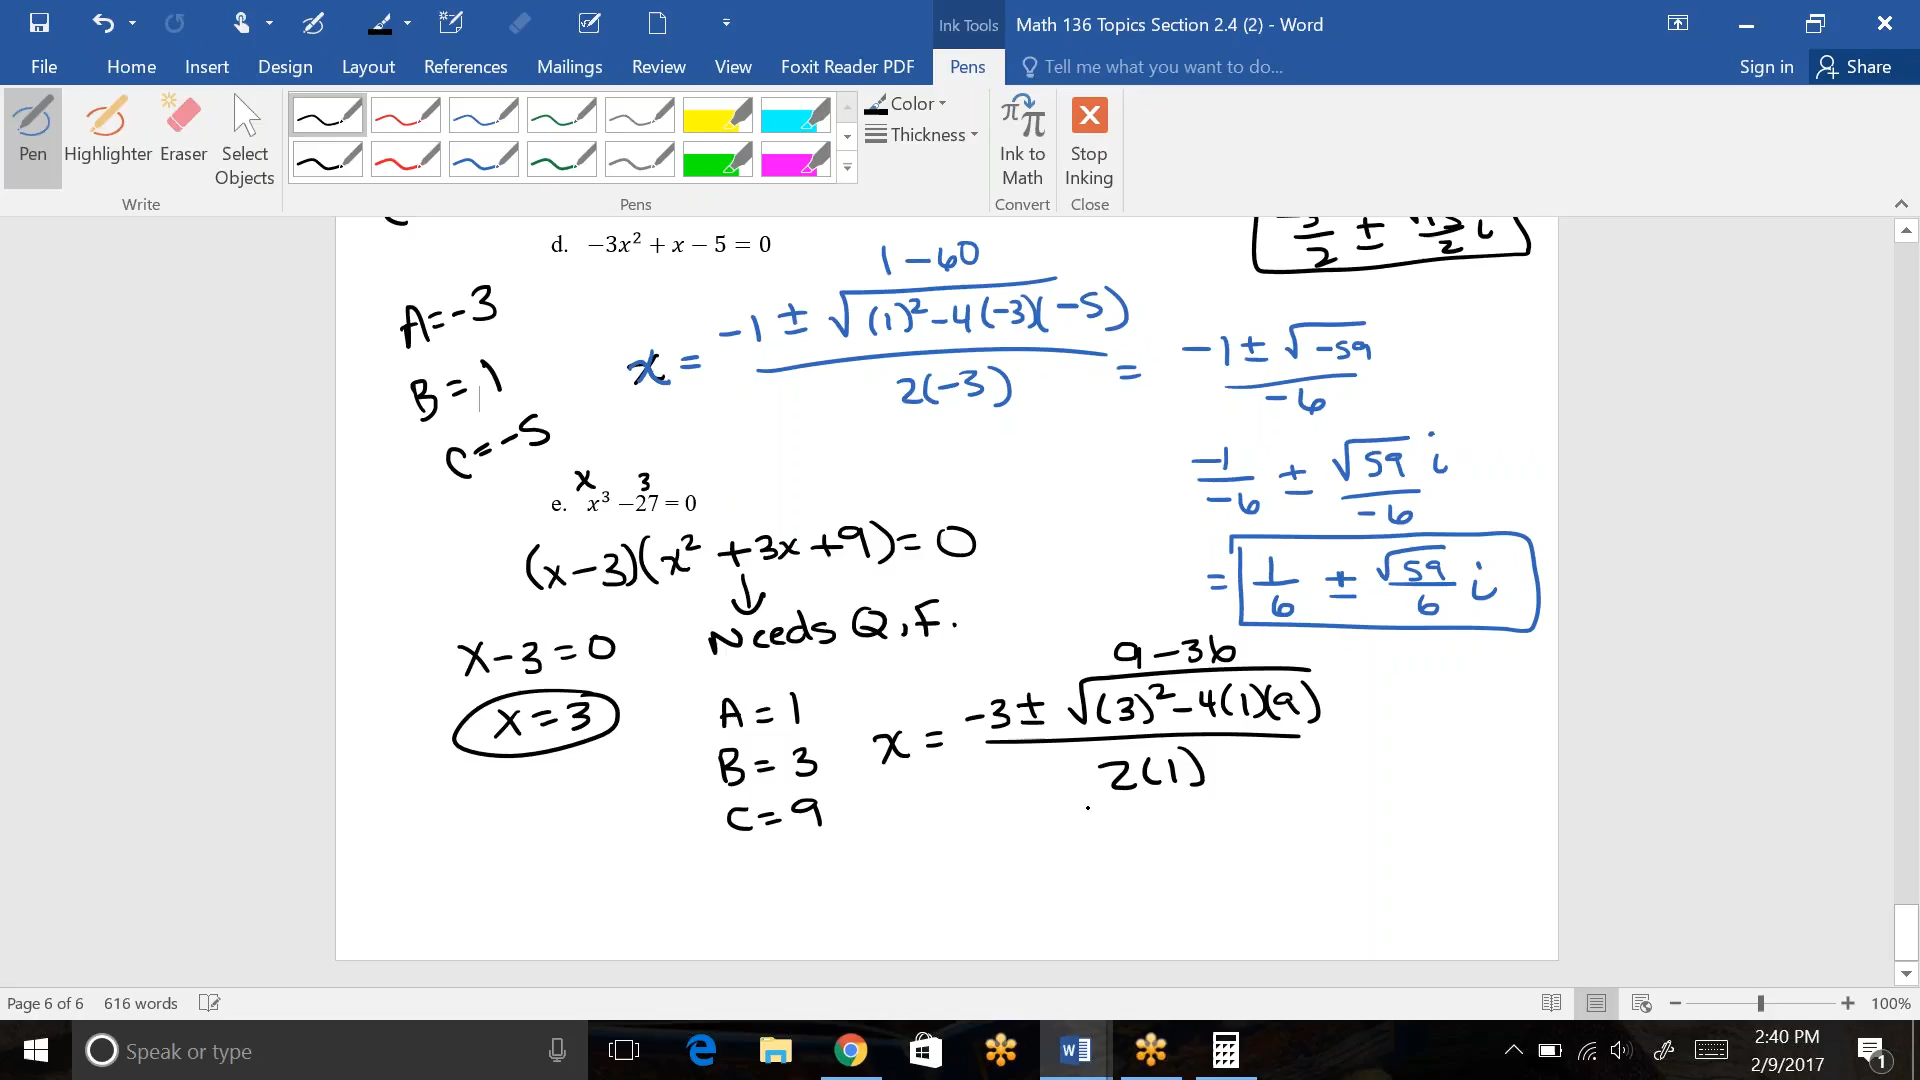 Ink Tools
Math 136 Topics Section 2.4 (2) - Word
File Home Insert Design Layout References Mailings Review View Foxit Reader PDF Pens Tell me what you want to do... Sign in Share
Pen Highlighter Eraser Select Objects
Color
Thickness
Ink to Math
Stop Inking
Write Pens Convert Close
d. −3x² + x − 5 = 0
1 − 60
A = -3
B = 1
C = -5
x = (-1 ± √((1)² - 4(-3)(-5))) / 2(-3) = (-1 ± √-59) / -6
-1/-6 ± √59 i / -6
= 1/6 ± √59/6 i
x 3
e. x³ − 27 = 0
(x - 3)(x² + 3x + 9) = 0
Needs Q.F.
x - 3 = 0
x = 3
A = 1
B = 3
C = 9
9 - 36
x = (-3 ± √((3)² - 4(1)(9))) / 2(1)
Page 6 of 6 616 words
100%
Speak or type
2:40 PM
2/9/2017
1